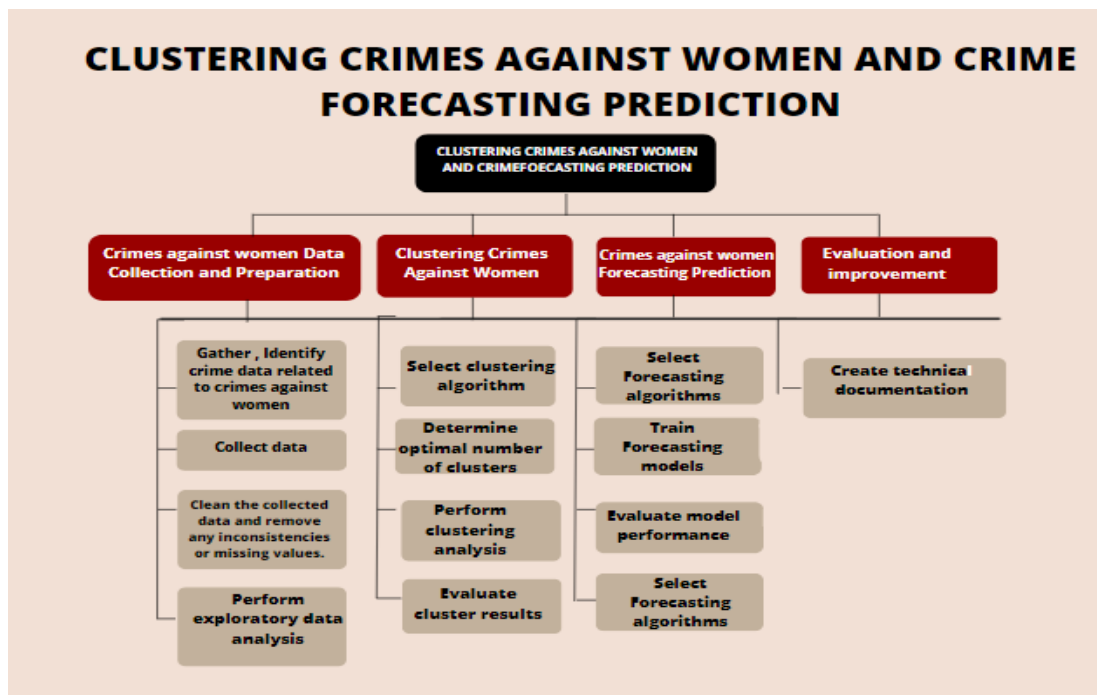 CLUSTERING CRIMES AGAINST WOMEN AND CRIME
FORECASTING PREDICTION
CLUSTERING CRIMES AGAINST WOMEN
AND CRIMEFOECASTING PREDICTION
Crimes against women Data
Collection and Preparation
Clustering Crimes
Against Women
Crimes against women
Forecasting Prediction
Evaluation and
improvement
Gather , Identify
crime data related
to crimes against
women
Collect data
Clean the collected
data and remove
any inconsistencies
or missing values.
Perform
exploratory data
analysis
Select clustering
algorithm
Determine
optimal number
of clusters
Perform
clustering
analysis
Evaluate
cluster results
Select
Forecasting
algorithms
Train
Forecasting
models
Evaluate model
performance
Select
Forecasting
algorithms
Create technical
documentation